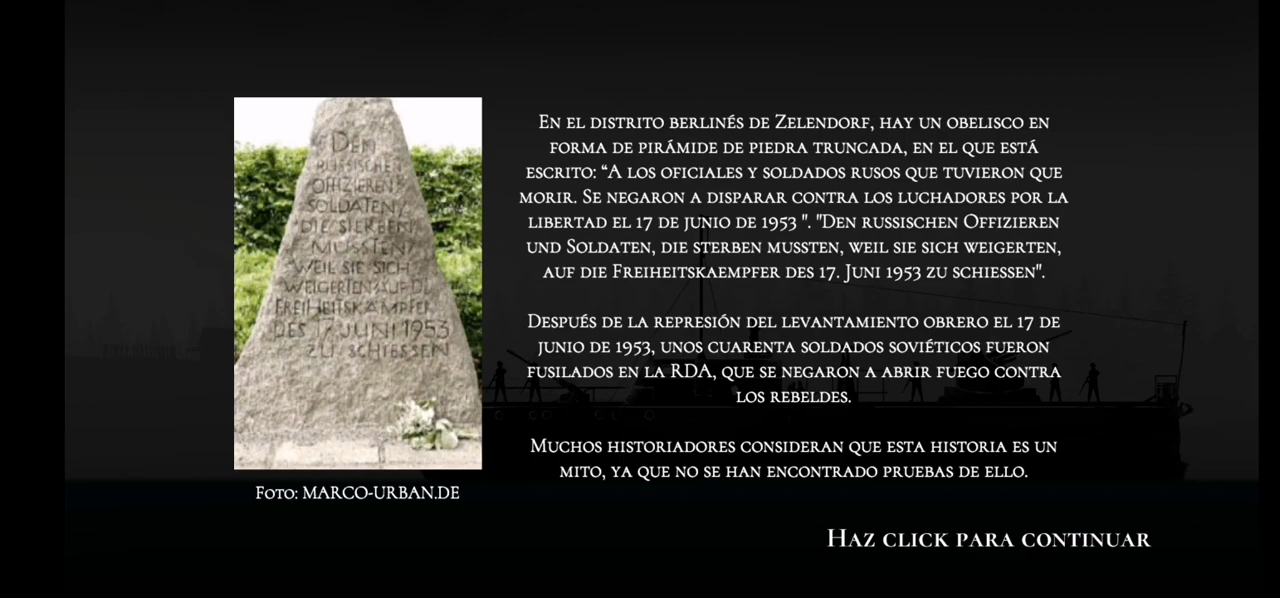 DEN
RUSSISCHEN
OFFIZIEREN
SOLDATEN
DIE STERBEN
MUSSTEN
WEIL SIE SICH
WEIGERTEN AUF DI
FREIHEITSKÄMPFER
DES 17. JUNI 1953
ZU SCHIESSEN
Foto: MARCO-URBAN.DE
En el distrito berlinés de Zelendorf, hay un obelisco en
forma de pirámide de piedra truncada, en el que está
escrito: “A los oficiales y soldados rusos que tuvieron que
morir. Se negaron a disparar contra los luchadores por la
libertad el 17 de junio de 1953 ". "Den russischen Offizieren
und Soldaten, die sterben mussten, weil sie sich weigerten,
auf die Freiheitskaempfer des 17. Juni 1953 zu schiessen".
Después de la represión del levantamiento obrero el 17 de
junio de 1953, unos cuarenta soldados soviéticos fueron
fusilados en la RDA, que se negaron a abrir fuego contra
los rebeldes.
Muchos historiadores consideran que esta historia es un
mito, ya que no se han encontrado pruebas de ello.
Haz click para continuar